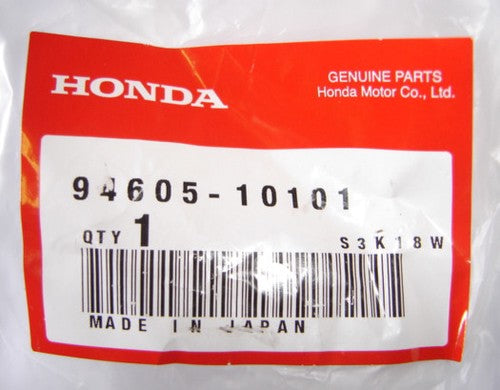 HONDA
GENUINE PARTS
Honda Motor Co., Ltd.
94605-10101
QTY 1 S3K18W
MADE IN JAPAN